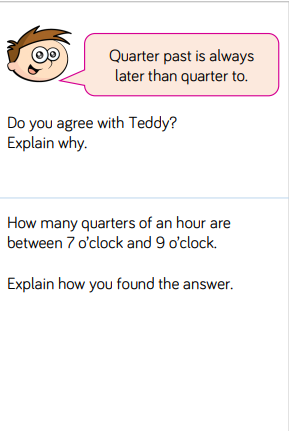 Quarter past is always
later than quarter to.
Do you agree with Teddy?
Explain why.
How many quarters of an hour are
between 7 o'clock and 9 o'clock.
Explain how you found the answer.